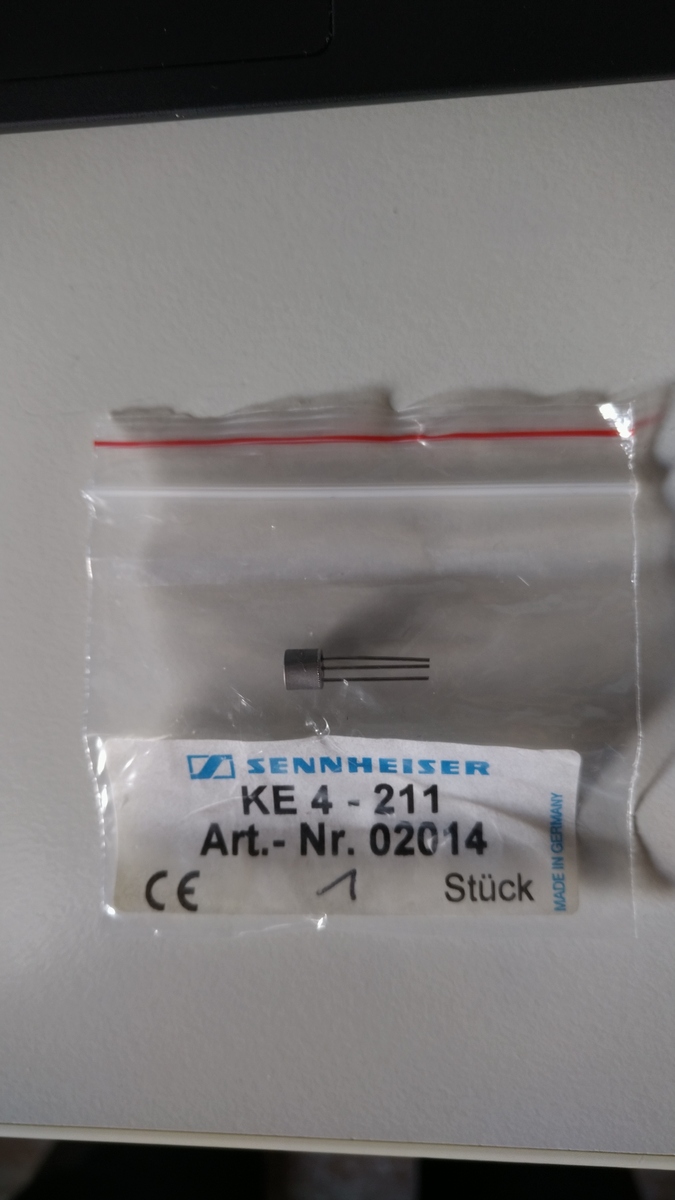 SENNHEISER
KE 4 - 211
Art.- Nr. 02014
CE 1 Stück
MADE IN GERMANY